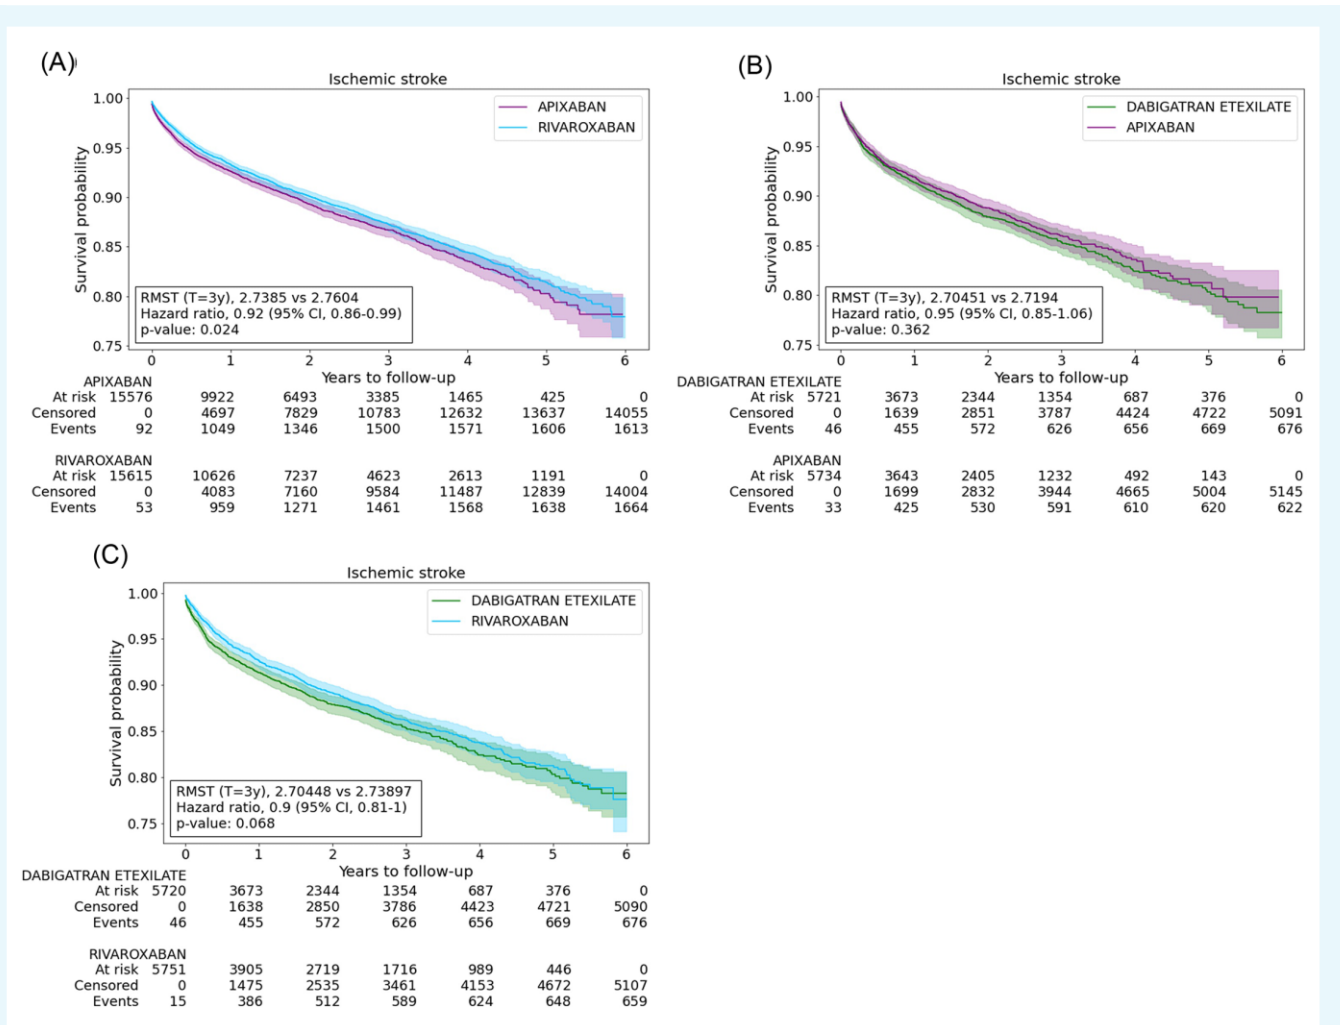 (A)
Ischemic stroke
APIXABAN
RIVAROXABAN
Survival probability
1.00
0.95
0.90
0.85
0.80
0.75
RMST (T=3y), 2.7385 vs 2.7604
Hazard ratio, 0.92 (95% CI, 0.86-0.99)
p-value: 0.024
0 1 2 3 4 5 6
Years to follow-up
APIXABAN
At risk 15576 9922 6493 3385 1465 425 0
Censored 0 4697 7829 10783 12632 13637 14055
Events 92 1049 1346 1500 1571 1606 1613
RIVAROXABAN
At risk 15615 10626 7237 4623 2613 1191 0
Censored 0 4083 7160 9584 11487 12839 14004
Events 53 959 1271 1461 1568 1638 1664
(B)
Ischemic stroke
DABIGATRAN ETEXILATE
APIXABAN
Survival probability
1.00
0.95
0.90
0.85
0.80
0.75
RMST (T=3y), 2.70451 vs 2.7194
Hazard ratio, 0.95 (95% CI, 0.85-1.06)
p-value: 0.362
0 1 2 3 4 5 6
Years to follow-up
DABIGATRAN ETEXILATE
At risk 5721 3673 2344 1354 687 376 0
Censored 0 1639 2851 3787 4424 4722 5091
Events 46 455 572 626 656 669 676
APIXABAN
At risk 5734 3643 2405 1232 492 143 0
Censored 0 1699 2832 3944 4665 5004 5145
Events 33 425 530 591 610 620 622
(C)
Ischemic stroke
DABIGATRAN ETEXILATE
RIVAROXABAN
Survival probability
1.00
0.95
0.90
0.85
0.80
0.75
RMST (T=3y), 2.70448 vs 2.73897
Hazard ratio, 0.9 (95% CI, 0.81-1)
p-value: 0.068
0 1 2 3 4 5 6
Years to follow-up
DABIGATRAN ETEXILATE
At risk 5720 3673 2344 1354 687 376 0
Censored 0 1638 2850 3786 4423 4721 5090
Events 46 455 572 626 656 669 676
RIVAROXABAN
At risk 5751 3905 2719 1716 989 446 0
Censored 0 1475 2535 3461 4153 4672 5107
Events 15 386 512 589 624 648 659